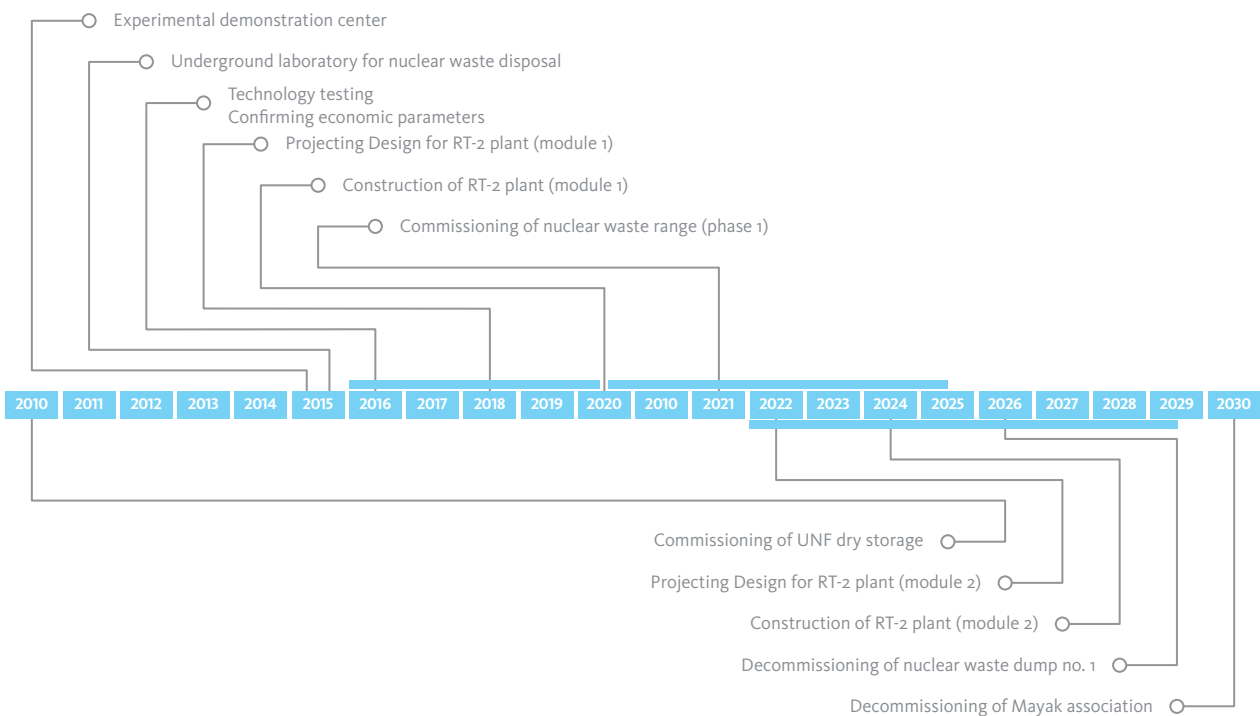 Experimental demonstration center
Underground laboratory for nuclear waste disposal
Technology testing
Confirming economic parameters
Projecting Design for RT-2 plant (module 1)
Construction of RT-2 plant (module 1)
Commissioning of nuclear waste range (phase 1)
2010 2011 2012 2013 2014 2015 2016 2017 2018 2019 2020 2010 2021 2022 2023 2024 2025 2026 2027 2028 2029 2030
Commissioning of UNF dry storage
Projecting Design for RT-2 plant (module 2)
Construction of RT-2 plant (module 2)
Decommissioning of nuclear waste dump no. 1
Decommissioning of Mayak association